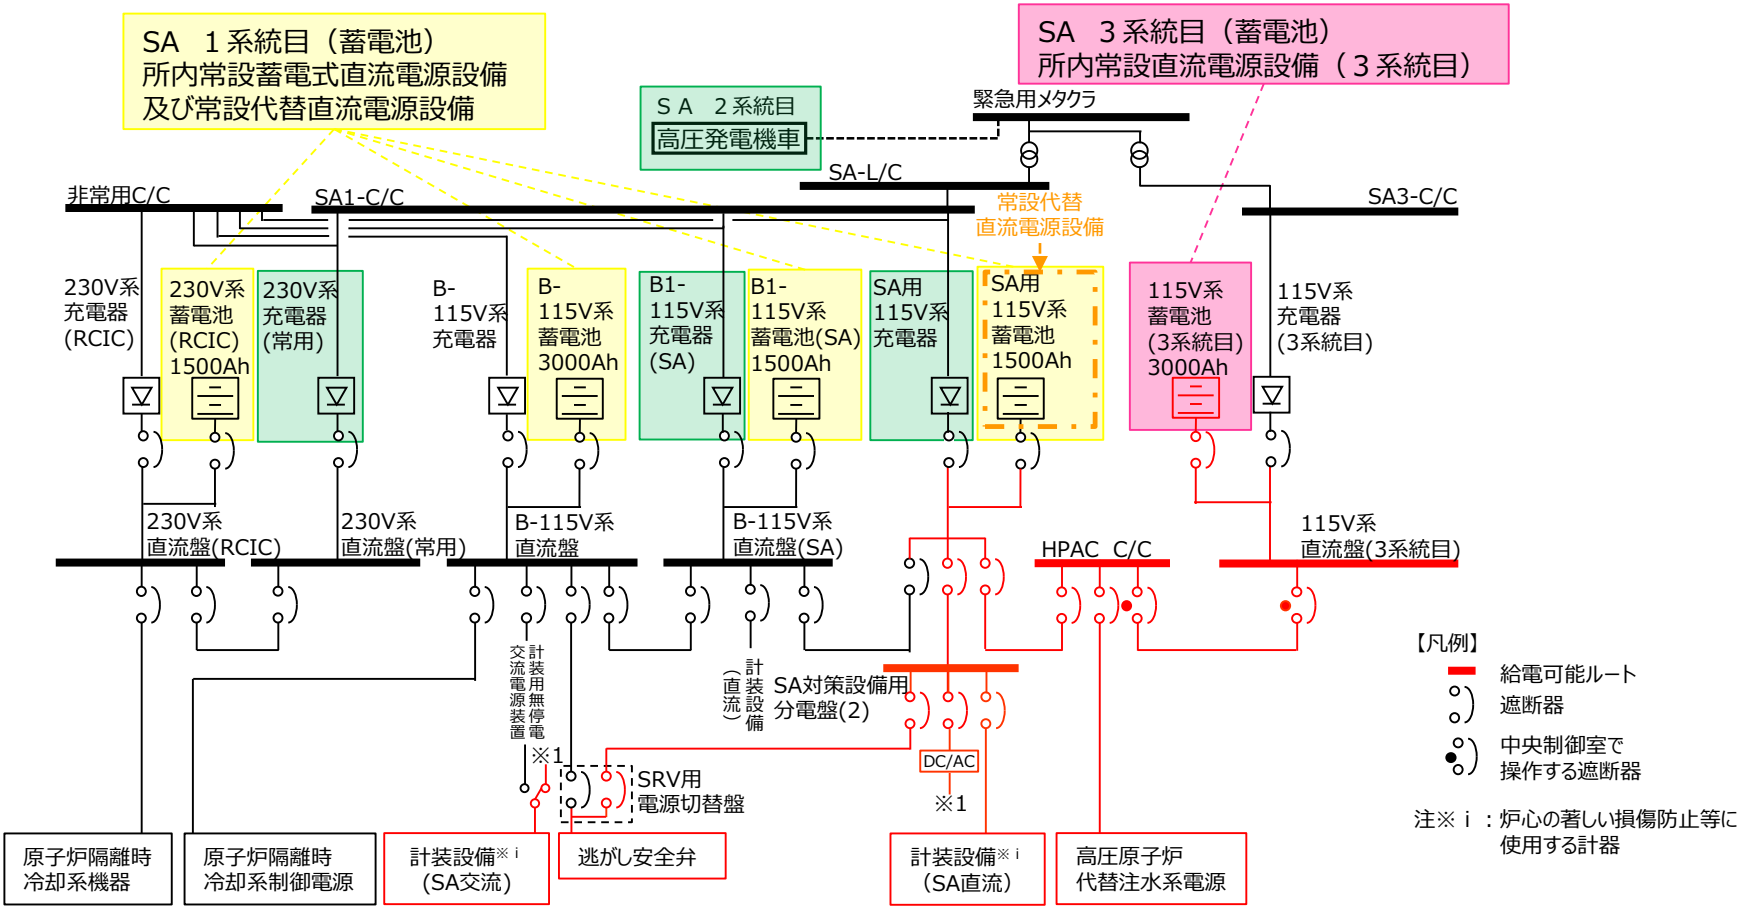 SA 1系統目（蓄電池）
所内常設蓄電式直流電源設備
及び常設代替直流電源設備
SA 2系統目
高圧発電機車
SA 3系統目（蓄電池）
所内常設直流電源設備（3系統目）
緊急用メタクラ
SA-L/C
非常用C/C
SA1-C/C
SA3-C/C
常設代替
直流電源設備
230V系
充電器
(RCIC)
230V系
蓄電池
(RCIC)
1500Ah
230V系
充電器
(常用)
B-
115V系
充電器
B-
115V系
蓄電池
3000Ah
B1-
115V系
充電器
(SA)
B1-
115V系
蓄電池(SA)
1500Ah
SA用
115V系
充電器
SA用
115V系
蓄電池
1500Ah
115V系
蓄電池
(3系統目)
3000Ah
115V系
充電器
(3系統目)
230V系
直流盤(RCIC)
230V系
直流盤(常用)
B-115V系
直流盤
B-115V系
直流盤(SA)
HPAC C/C
115V系
直流盤(3系統目)
計装用無停電
交流電源装置
※1
計装設備
（直流）
SA対策設備用
分電盤(2)
DC/AC
※1
SRV用
電源切替盤
原子炉隔離時
冷却系機器
原子炉隔離時
冷却系制御電源
計装設備※ｉ
(SA交流)
逃がし安全弁
計装設備※ｉ
（SA直流）
高圧原子炉
代替注水系電源
【凡例】
給電可能ルート
遮断器
中央制御室で
操作する遮断器
注※ｉ：炉心の著しい損傷防止等に
使用する計器